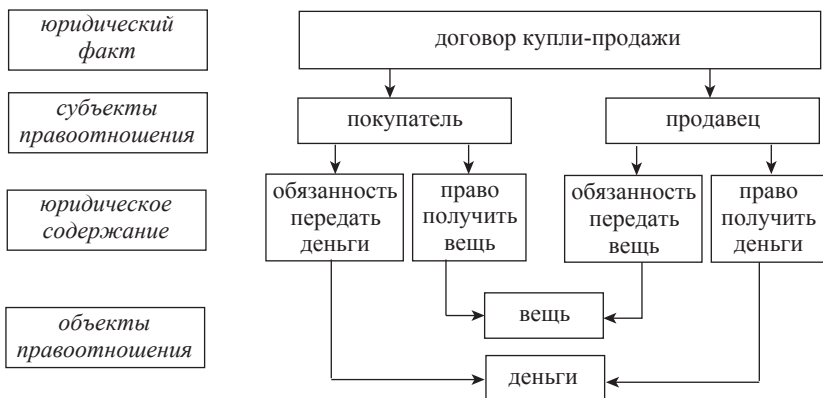 юридический
факт
договор купли-продажи
субъекты
правоотношения
покупатель
продавец
юридическое
содержание
обязанность
передать
деньги
право
получить
вещь
обязанность
передать
вещь
право
получить
деньги
объекты
правоотношения
вещь
деньги